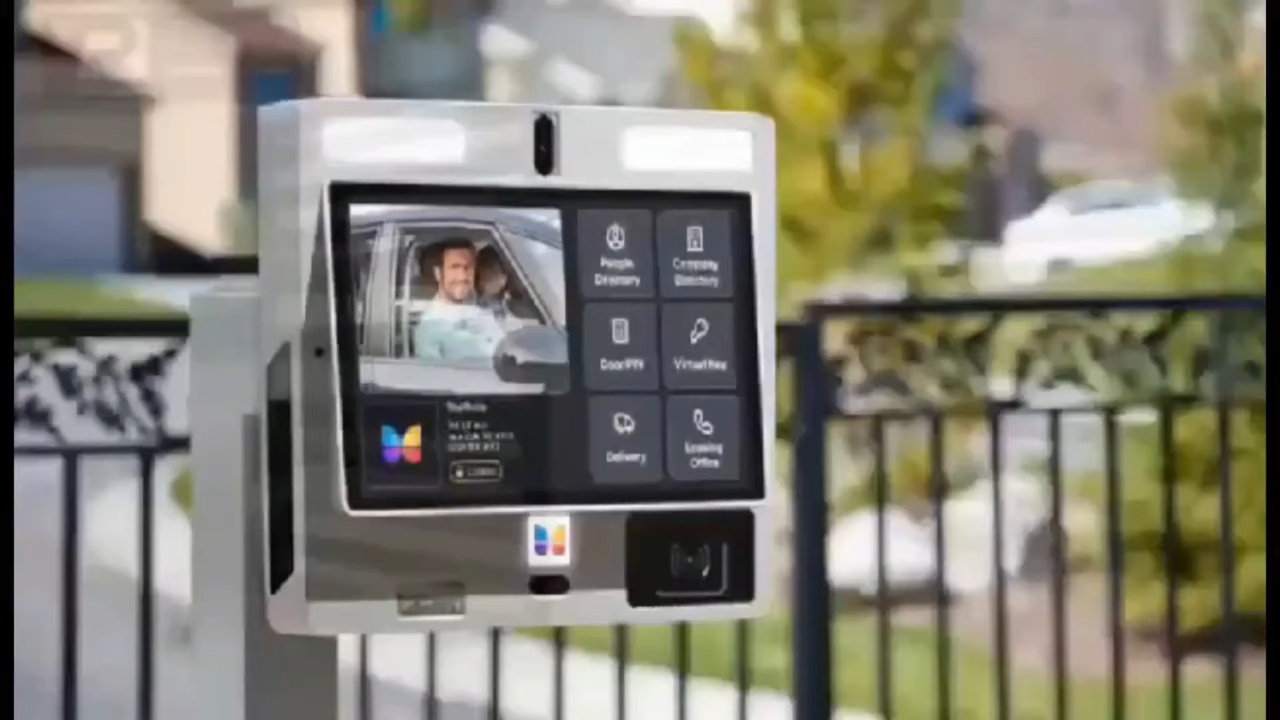 People
Directory
Company
Directory
Door PIN
Virtual Key
Delivery
Leasing
Office